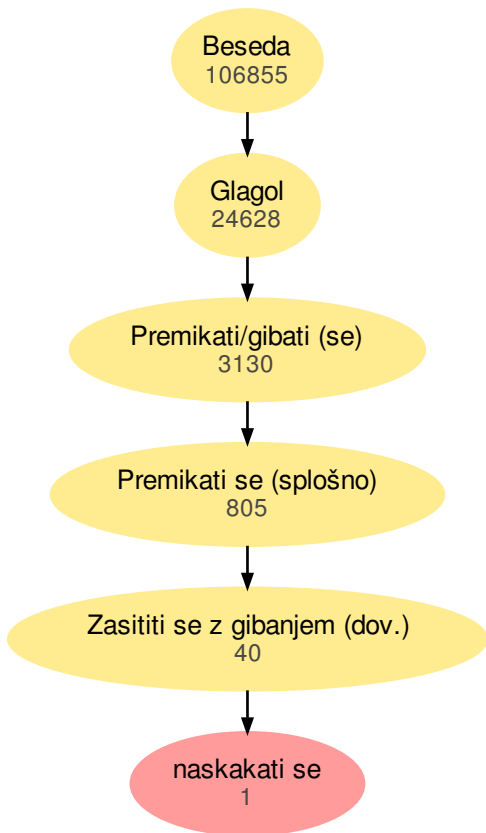 Beseda
106855
Glagol
24628
Premikati/gibati (se)
3130
Premikati se (splošno)
805
Zasititi se z gibanjem (dov.)
40
naskakati se
1